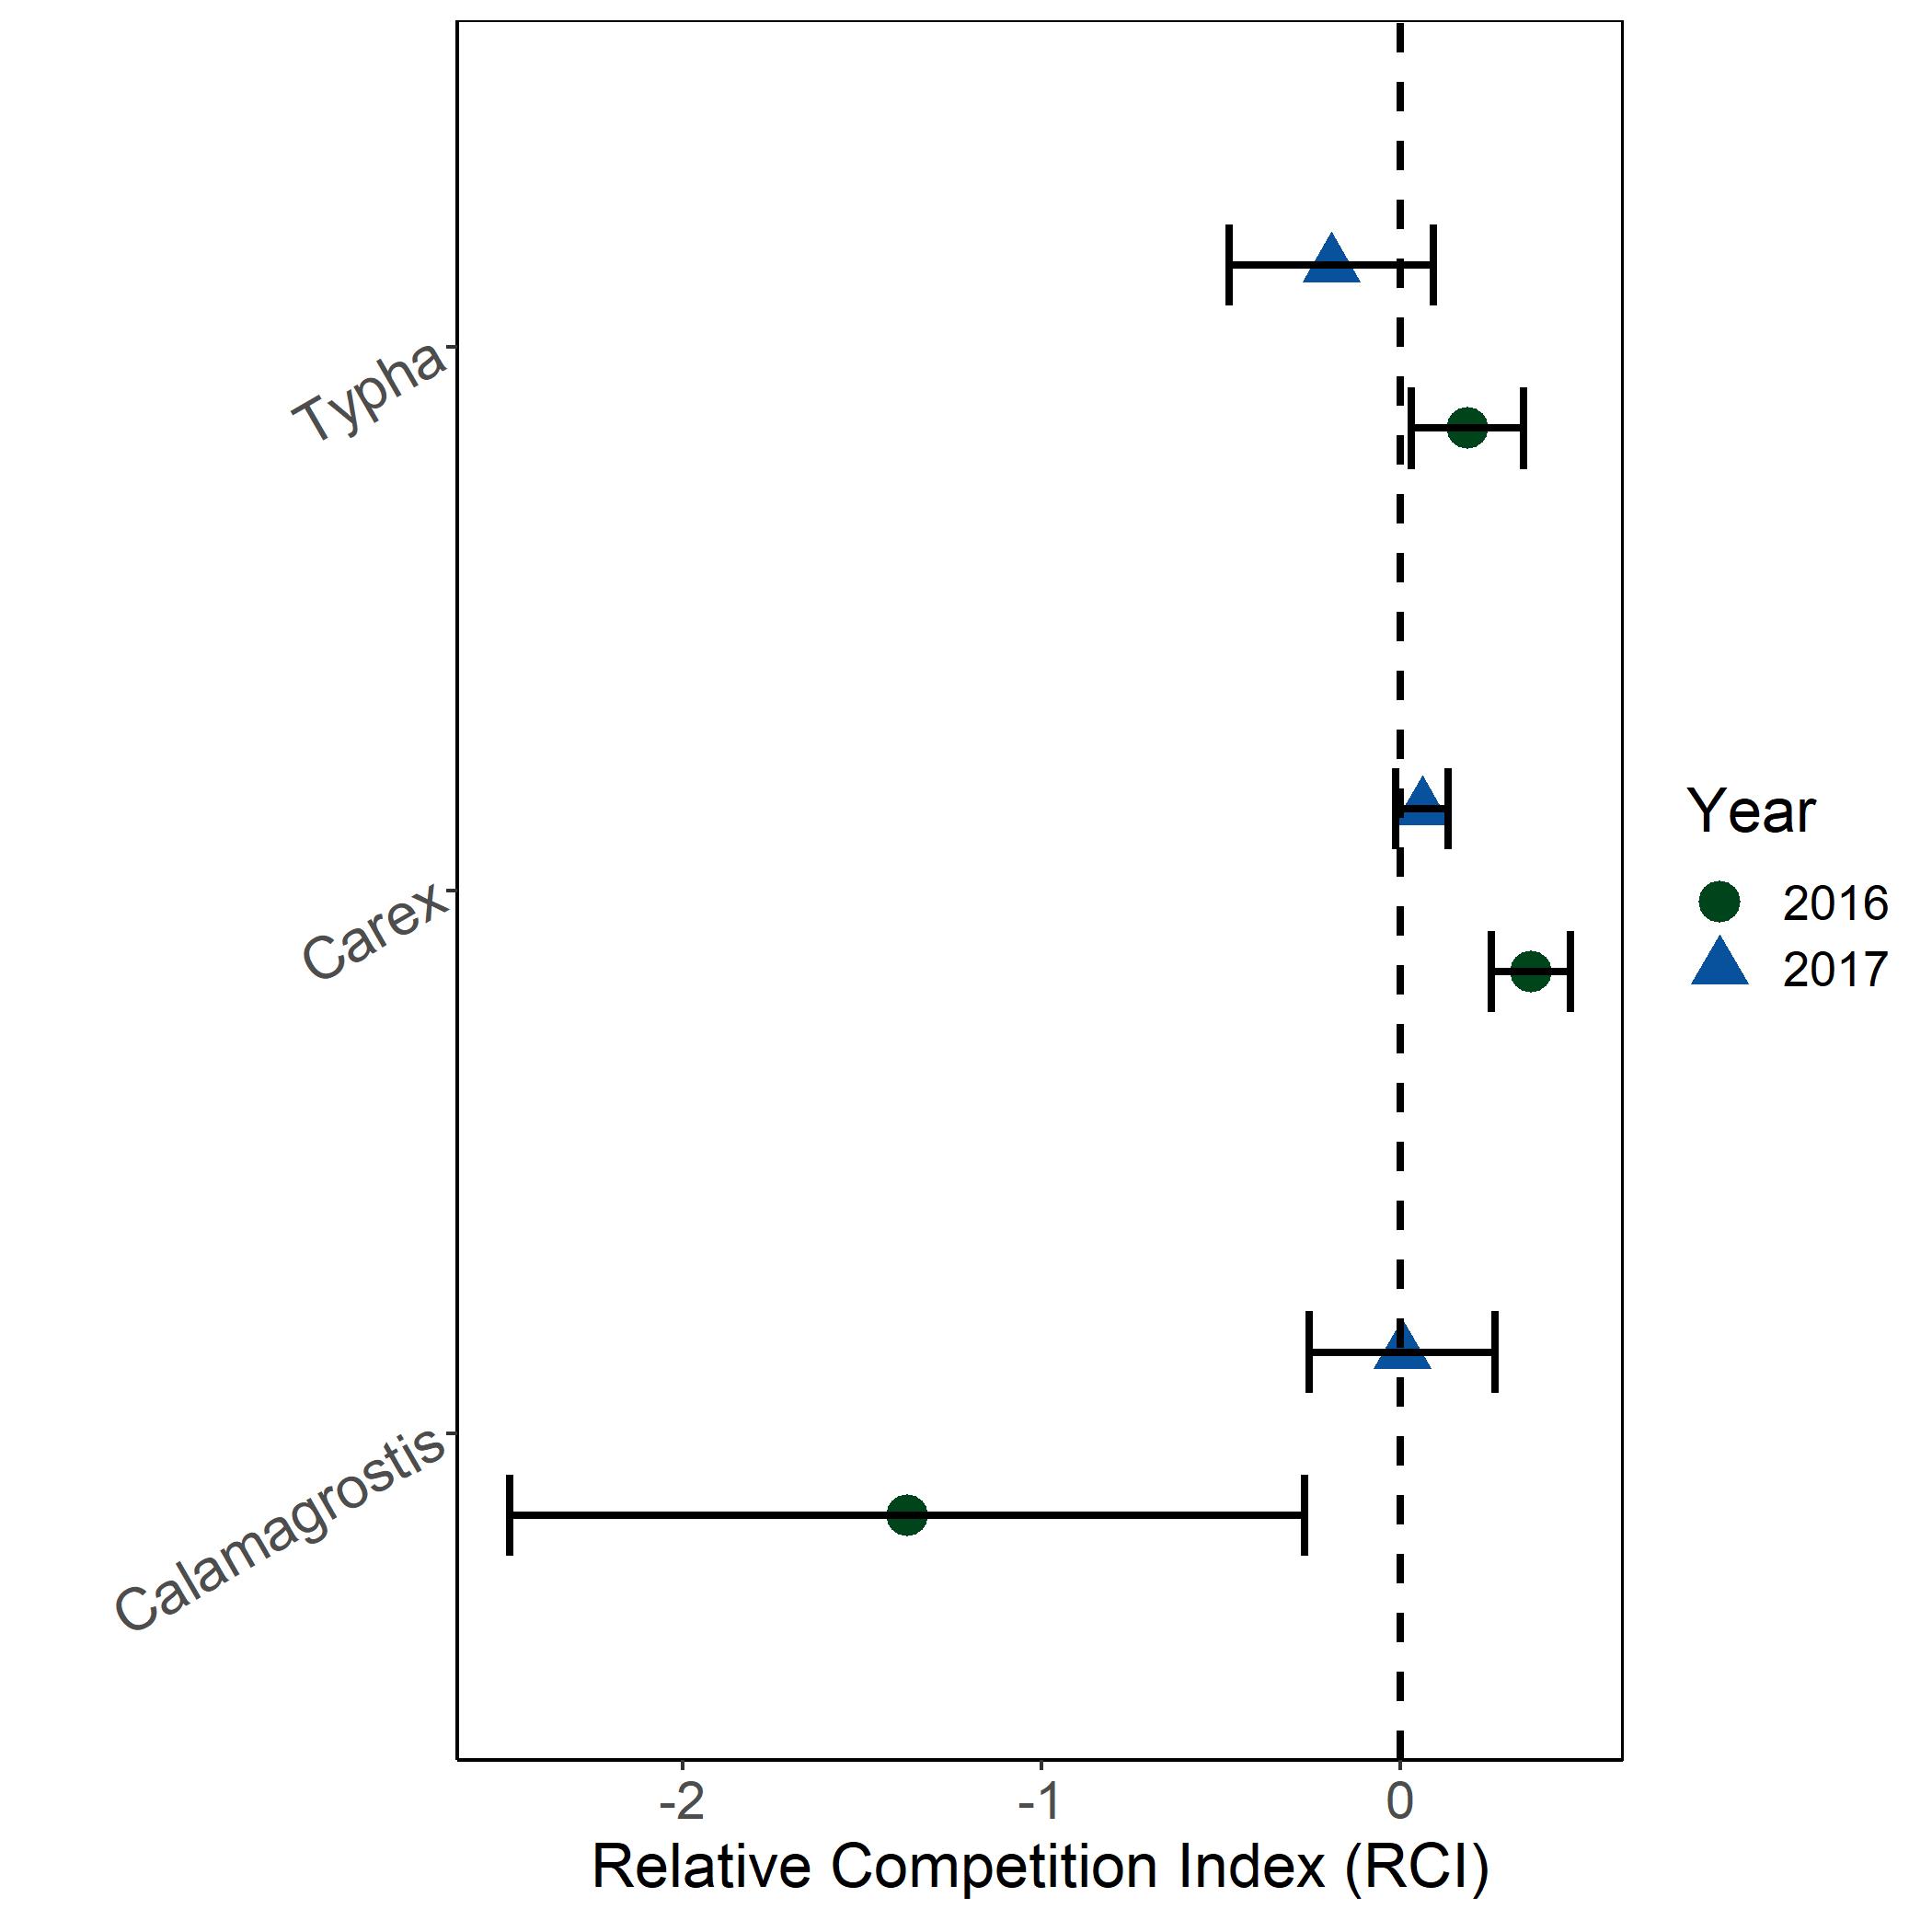 Typha
Carex
Calamagrostis
-2 -1 0
Relative Competition Index (RCI)
Year
2016
2017